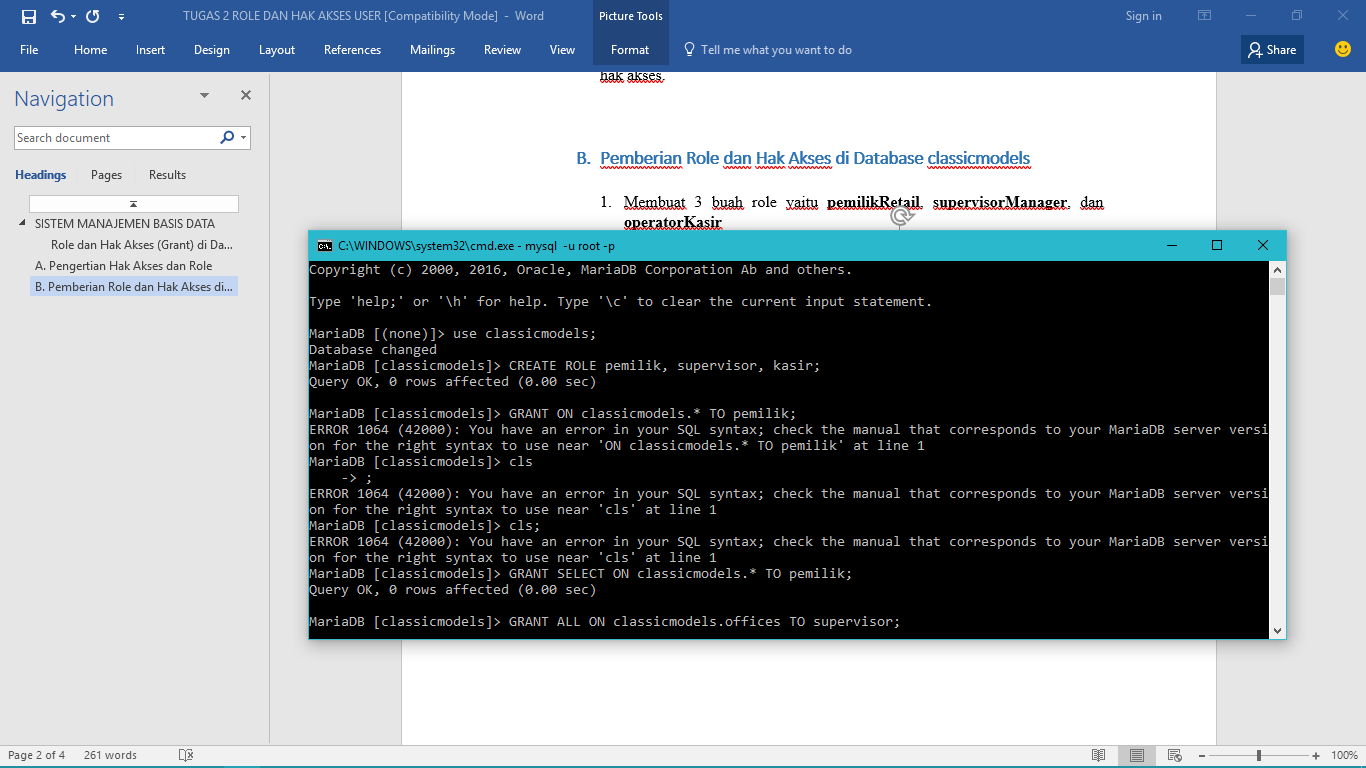 TUGAS 2 ROLE DAN HAK AKSES USER [Compatibility Mode] - Word
Picture Tools
Sign in
File
Home
Insert
Design
Layout
References
Mailings
Review
View
Format
Tell me what you want to do
Share
Navigation
Search document
Headings
Pages
Results
SISTEM MANAJEMEN BASIS DATA
Role dan Hak Akses (Grant) di Da...
A. Pengertian Hak Akses dan Role
B. Pemberian Role dan Hak Akses di...
hak akses.
B. Pemberian Role dan Hak Akses di Database classicmodels
1. Membuat 3 buah role yaitu pemilikRetail, supervisorManager, dan
operatorKasir
C:\WINDOWS\system32\cmd.exe - mysql -u root -p
Copyright (c) 2000, 2016, Oracle, MariaDB Corporation Ab and others.
Type 'help;' or '\h' for help. Type '\c' to clear the current input statement.
MariaDB [(none)]> use classicmodels;
Database changed
MariaDB [classicmodels]> CREATE ROLE pemilik, supervisor, kasir;
Query OK, 0 rows affected (0.00 sec)
MariaDB [classicmodels]> GRANT ON classicmodels.* TO pemilik;
ERROR 1064 (42000): You have an error in your SQL syntax; check the manual that corresponds to your MariaDB server versi
on for the right syntax to use near 'ON classicmodels.* TO pemilik' at line 1
MariaDB [classicmodels]> cls
-> ;
ERROR 1064 (42000): You have an error in your SQL syntax; check the manual that corresponds to your MariaDB server versi
on for the right syntax to use near 'cls' at line 1
MariaDB [classicmodels]> cls;
ERROR 1064 (42000): You have an error in your SQL syntax; check the manual that corresponds to your MariaDB server versi
on for the right syntax to use near 'cls' at line 1
MariaDB [classicmodels]> GRANT SELECT ON classicmodels.* TO pemilik;
Query OK, 0 rows affected (0.00 sec)
MariaDB [classicmodels]> GRANT ALL ON classicmodels.offices TO supervisor;
Page 2 of 4
261 words
100%